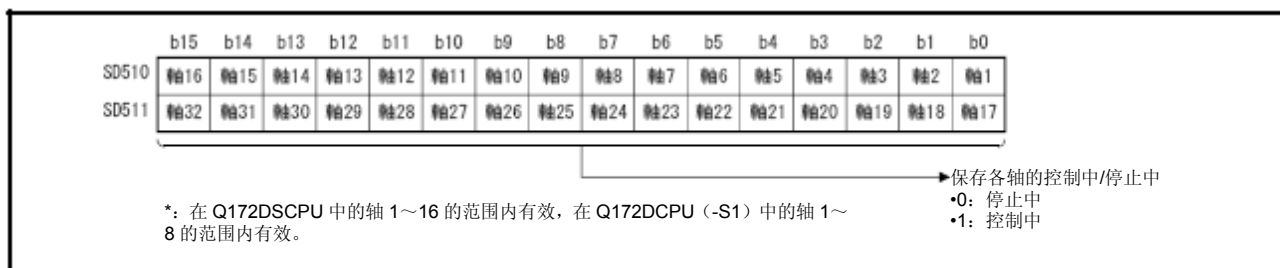 b15 b14 b13 b12 b11 b10 b9 b8 b7 b6 b5 b4 b3 b2 b1 b0
SD510 軸16 軸15 軸14 軸13 軸12 軸11 軸10 軸9 軸8 軸7 軸6 軸5 軸4 軸3 軸2 軸1
SD511 軸32 軸31 軸30 軸29 軸28 軸27 軸26 軸25 軸24 軸23 軸22 軸21 軸20 軸19 軸18 軸17
保存各轴的控制中/停止中
•0：停止中
•1：控制中
*：在 Q172DSCPU 中的轴 1～16 的范围内有效，在 Q172DCPU（-S1）中的轴 1～
8 的范围内有效。